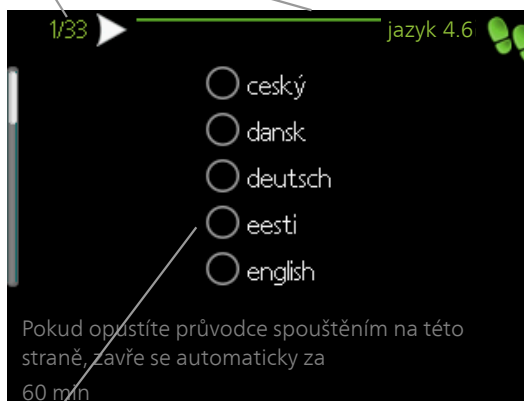 1/33
jazyk 4.6
ceský
dansk
deutsch
eesti
english
Pokud opustíte průvodce spouštěním na této
straně, zavře se automaticky za
60 min